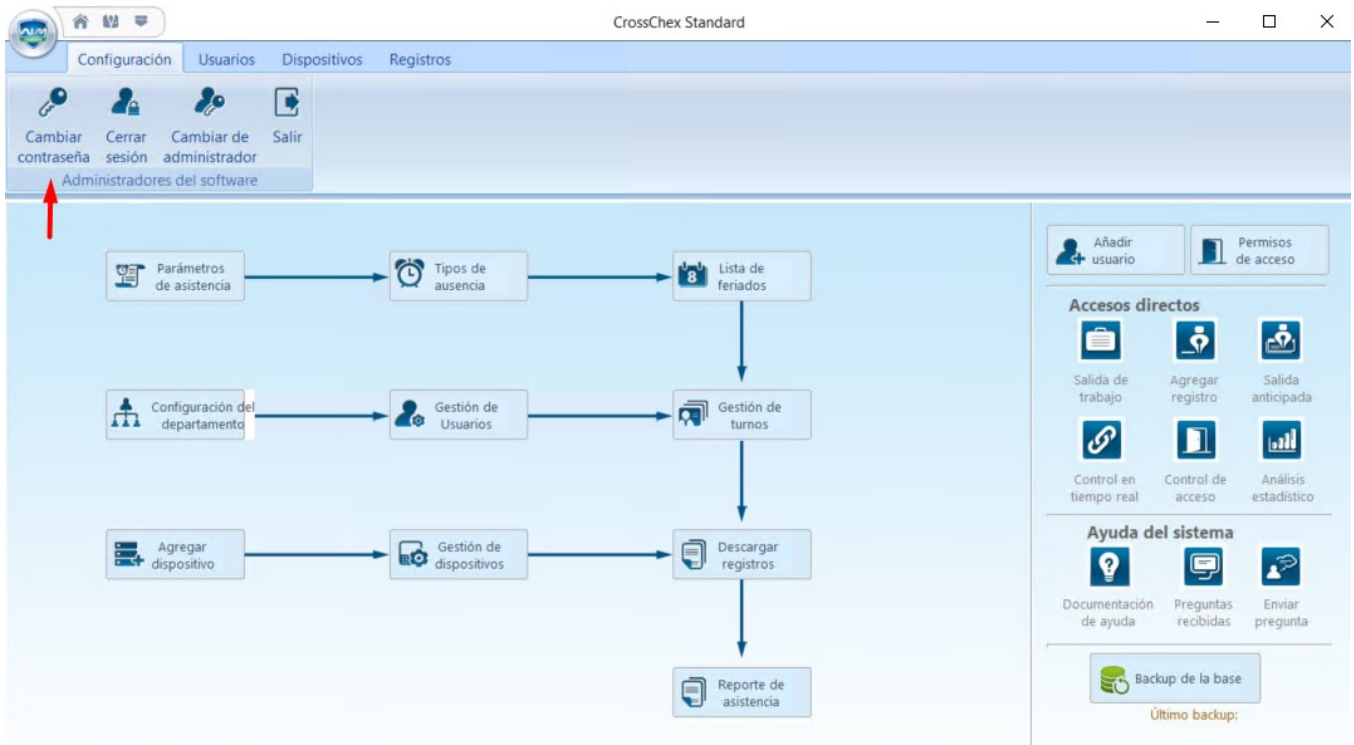 CrossChex Standard
Configuración Usuarios Dispositivos Registros
Cambiar
contraseña
Cerrar
sesión
Cambiar de
administrador
Salir
Administradores del software
Parámetros
de asistencia
Tipos de
ausencia
Lista de
feriados
8
Configuración del
departamento
Gestión de
Usuarios
Gestión de
turnos
Agregar
dispositivo
Gestión de
dispositivos
Descargar
registros
Reporte de
asistencia
Añadir
usuario
Permisos
de acceso
Accesos directos
Salida de
trabajo
Agregar
registro
Salida
anticipada
Control en
tiempo real
Control de
acceso
Análisis
estadístico
Ayuda del sistema
Documentación
de ayuda
Preguntas
recibidas
Enviar
pregunta
Backup de la base
Último backup: